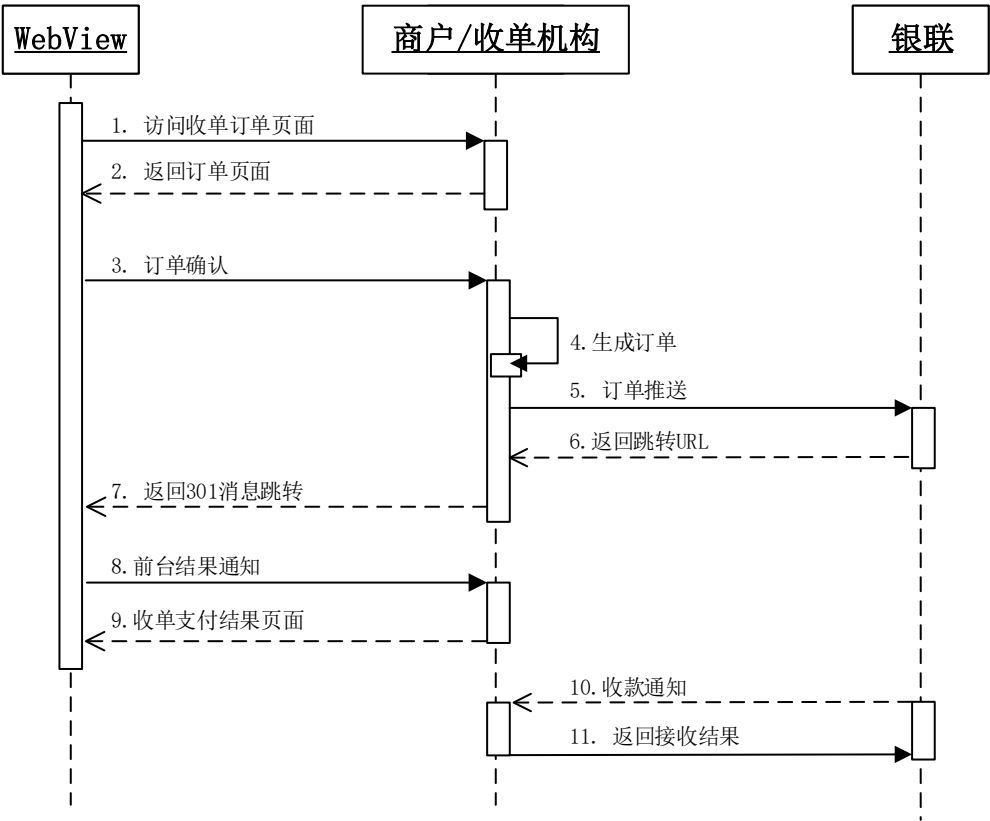 WebView
商户/收单机构
银联
1. 访问收单订单页面
2. 返回订单页面
3. 订单确认
4.生成订单
5. 订单推送
6.返回跳转URL
7. 返回301消息跳转
8.前台结果通知
9.收单支付结果页面
10.收款通知
11. 返回接收结果